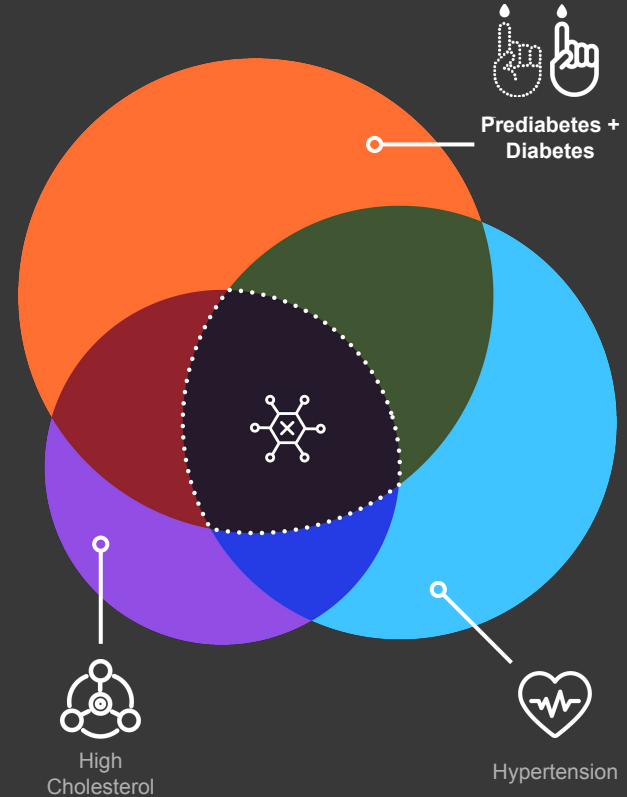 Prediabetes +
Diabetes
High
Cholesterol
Hypertension